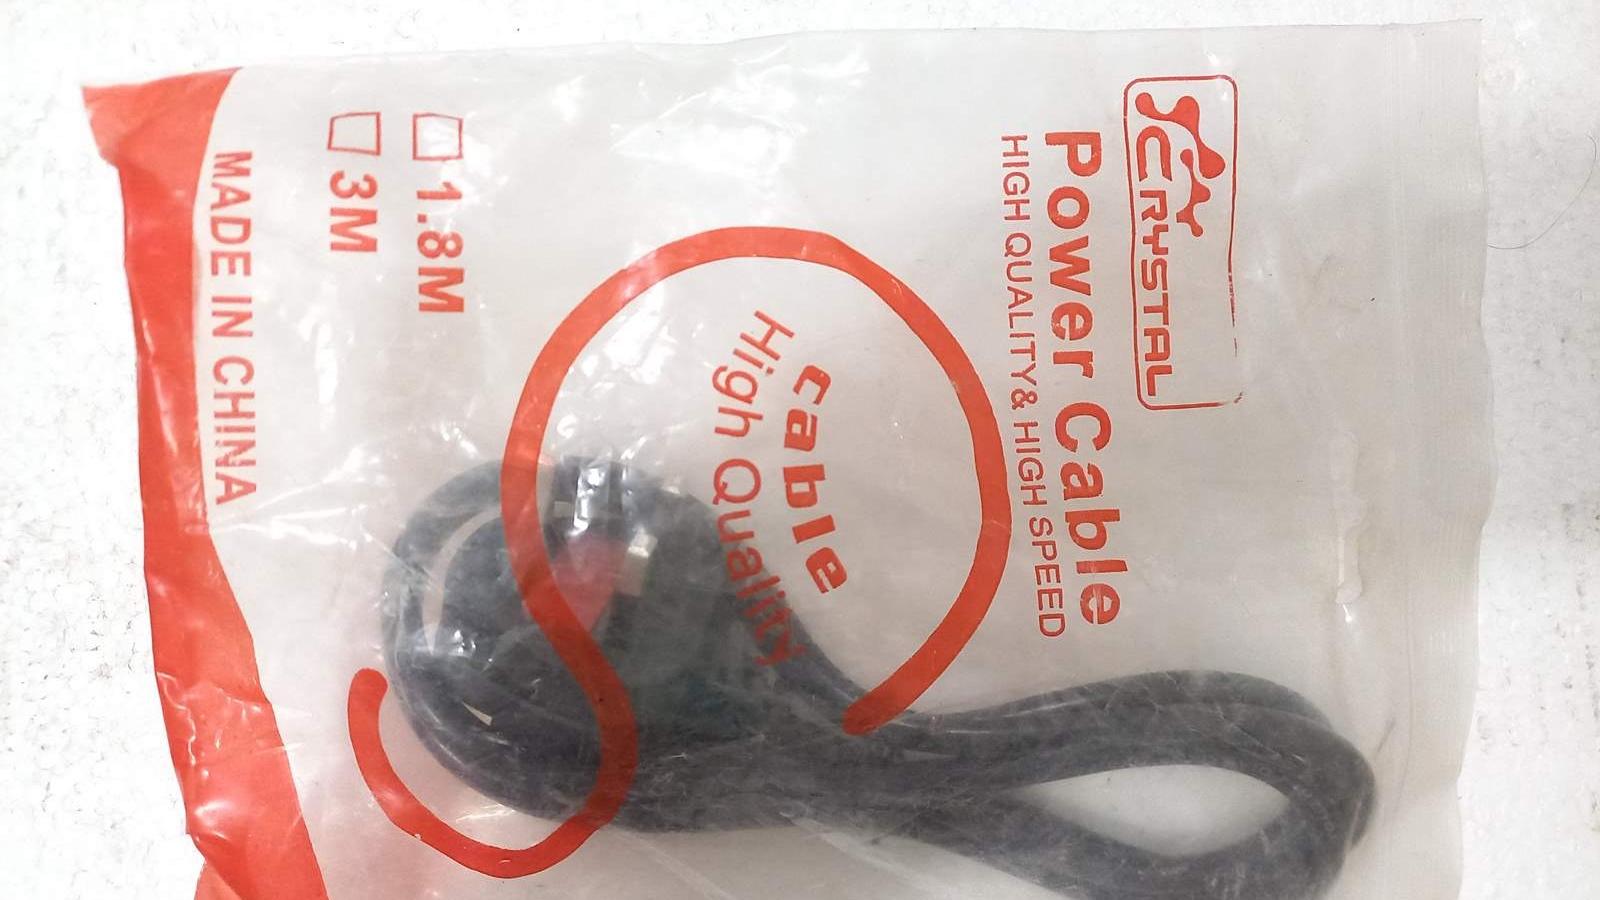 CRYSTAL
Power Cable
HIGH QUALITY & HIGH SPEED
Cable
High Quality
1.8M
3M
MADE IN CHINA